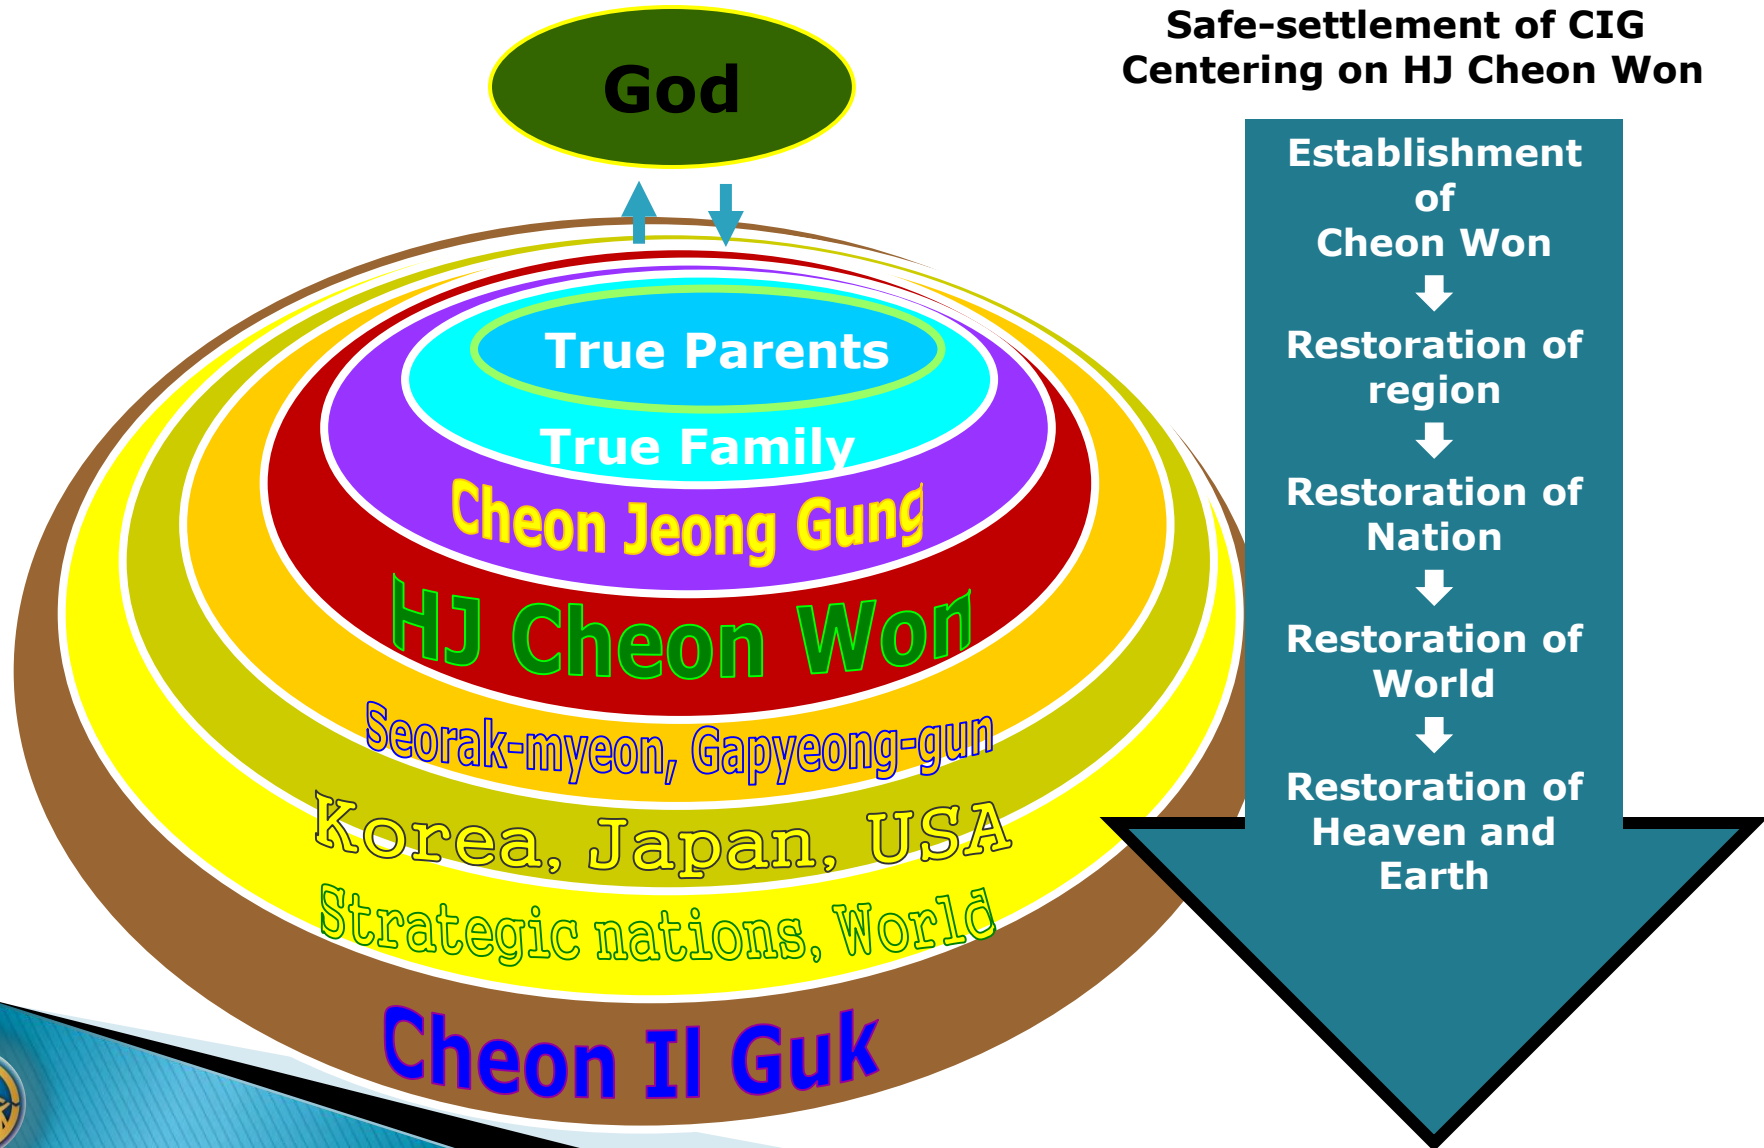 God
True Parents
True Family
Cheon Jeong Gung
HJ Cheon Won
Seorak-myeon, Gapyeong-gun
Korea, Japan, USA
Strategic nations, World
Cheon Il Guk
Safe-settlement of CIG
Centering on HJ Cheon Won
Establishment
of
Cheon Won
Restoration of
region
Restoration of
Nation
Restoration of
World
Restoration of
Heaven and
Earth